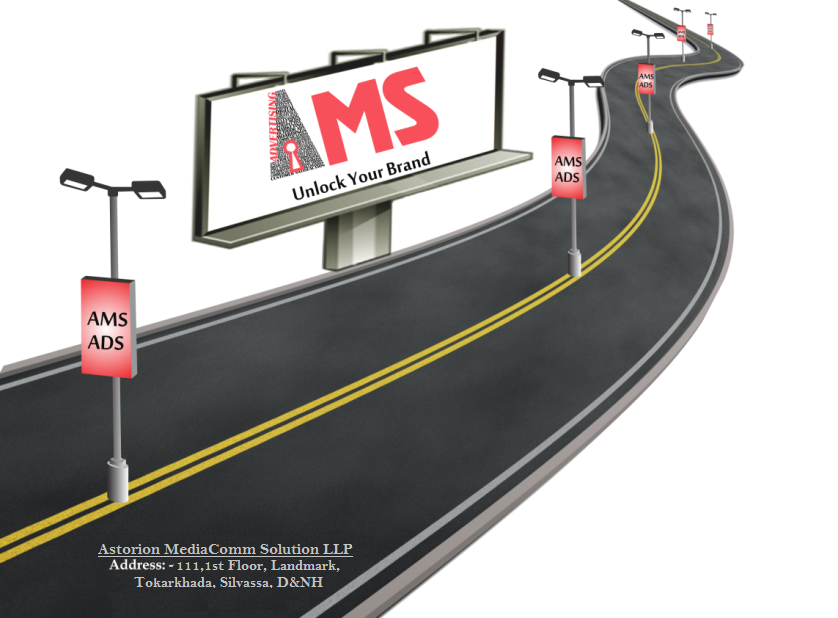 ADVERTISING
AMS
Unlock Your Brand
AMS
ADS
AMS
ADS
AMS
ADS
Astorion MediaComm Solution LLP
Address: - 111,1st Floor, Landmark,
Tokarkhada, Silvassa, D&NH